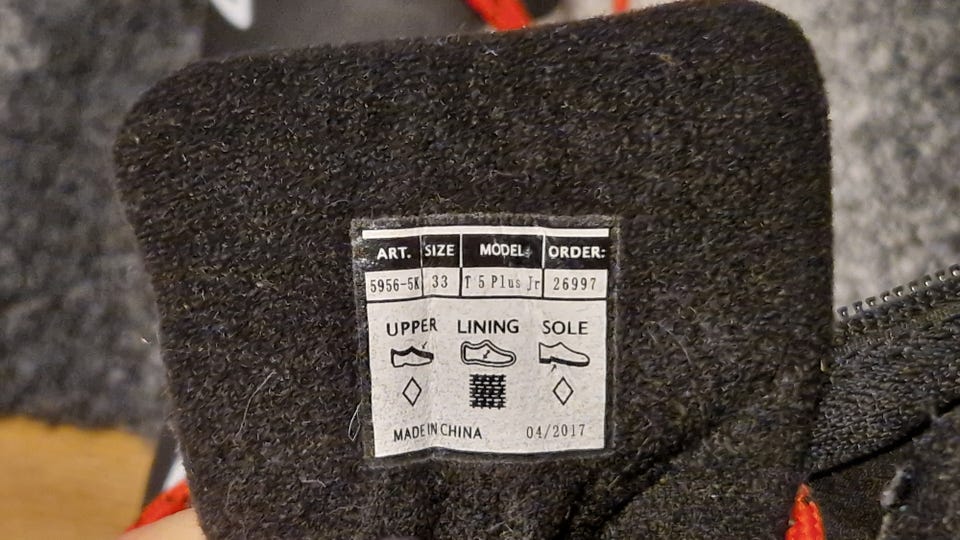 ART. SIZE MODEL: ORDER:
5956-5K 33 T 5 Plus Jr 26997
UPPER LINING SOLE
MADE IN CHINA 04/2017